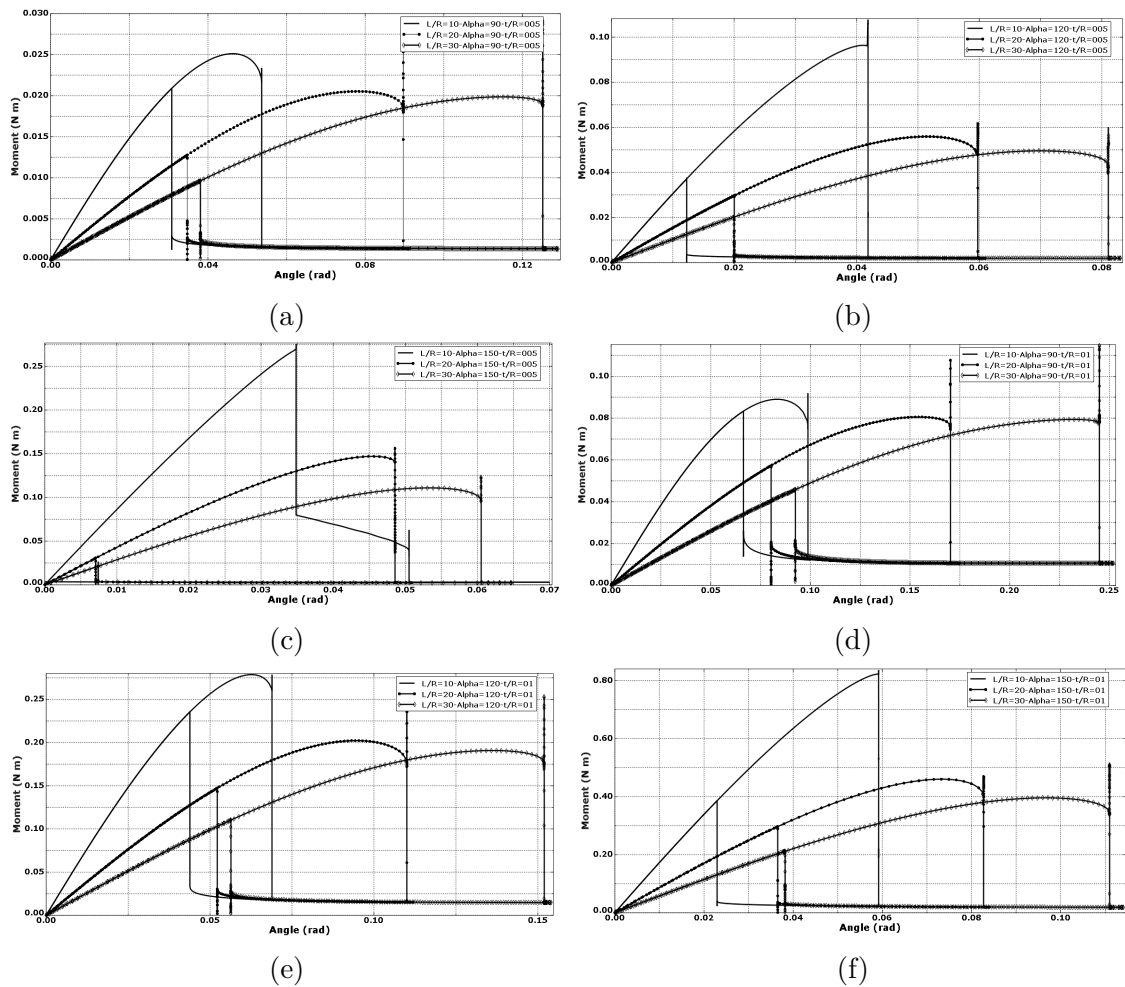 0.030
0.025
0.020
0.015
0.010
0.005
0.000
Moment (N m)
L/R=10-Alpha=90-t/R=005
L/R=20-Alpha=90-t/R=005
L/R=30-Alpha=90-t/R=005
0.00 0.04 0.08 0.12
Angle (rad)
(a)
0.10
0.08
0.06
0.04
0.02
0.00
Moment (N m)
L/R=10-Alpha=120-t/R=005
L/R=20-Alpha=120-t/R=005
L/R=30-Alpha=120-t/R=005
0.00 0.02 0.04 0.06 0.08
Angle (rad)
(b)
0.25
0.20
0.15
0.10
0.05
0.00
Moment (N m)
L/R=10-Alpha=150-t/R=005
L/R=20-Alpha=150-t/R=005
L/R=30-Alpha=150-t/R=005
0.00 0.01 0.02 0.03 0.04 0.05 0.06 0.07
Angle (rad)
(c)
0.10
0.08
0.06
0.04
0.02
0.00
Moment (N m)
L/R=10-Alpha=90-t/R=01
L/R=20-Alpha=90-t/R=01
L/R=30-Alpha=90-t/R=01
0.00 0.05 0.10 0.15 0.20 0.25
Angle (rad)
(d)
0.25
0.20
0.15
0.10
0.05
0.00
Moment (N m)
L/R=10-Alpha=120-t/R=01
L/R=20-Alpha=120-t/R=01
L/R=30-Alpha=120-t/R=01
0.00 0.05 0.10 0.15
Angle (rad)
(e)
0.80
0.60
0.40
0.20
0.00
Moment (N m)
L/R=10-Alpha=150-t/R=01
L/R=20-Alpha=150-t/R=01
L/R=30-Alpha=150-t/R=01
0.00 0.02 0.04 0.06 0.08 0.10
Angle (rad)
(f)